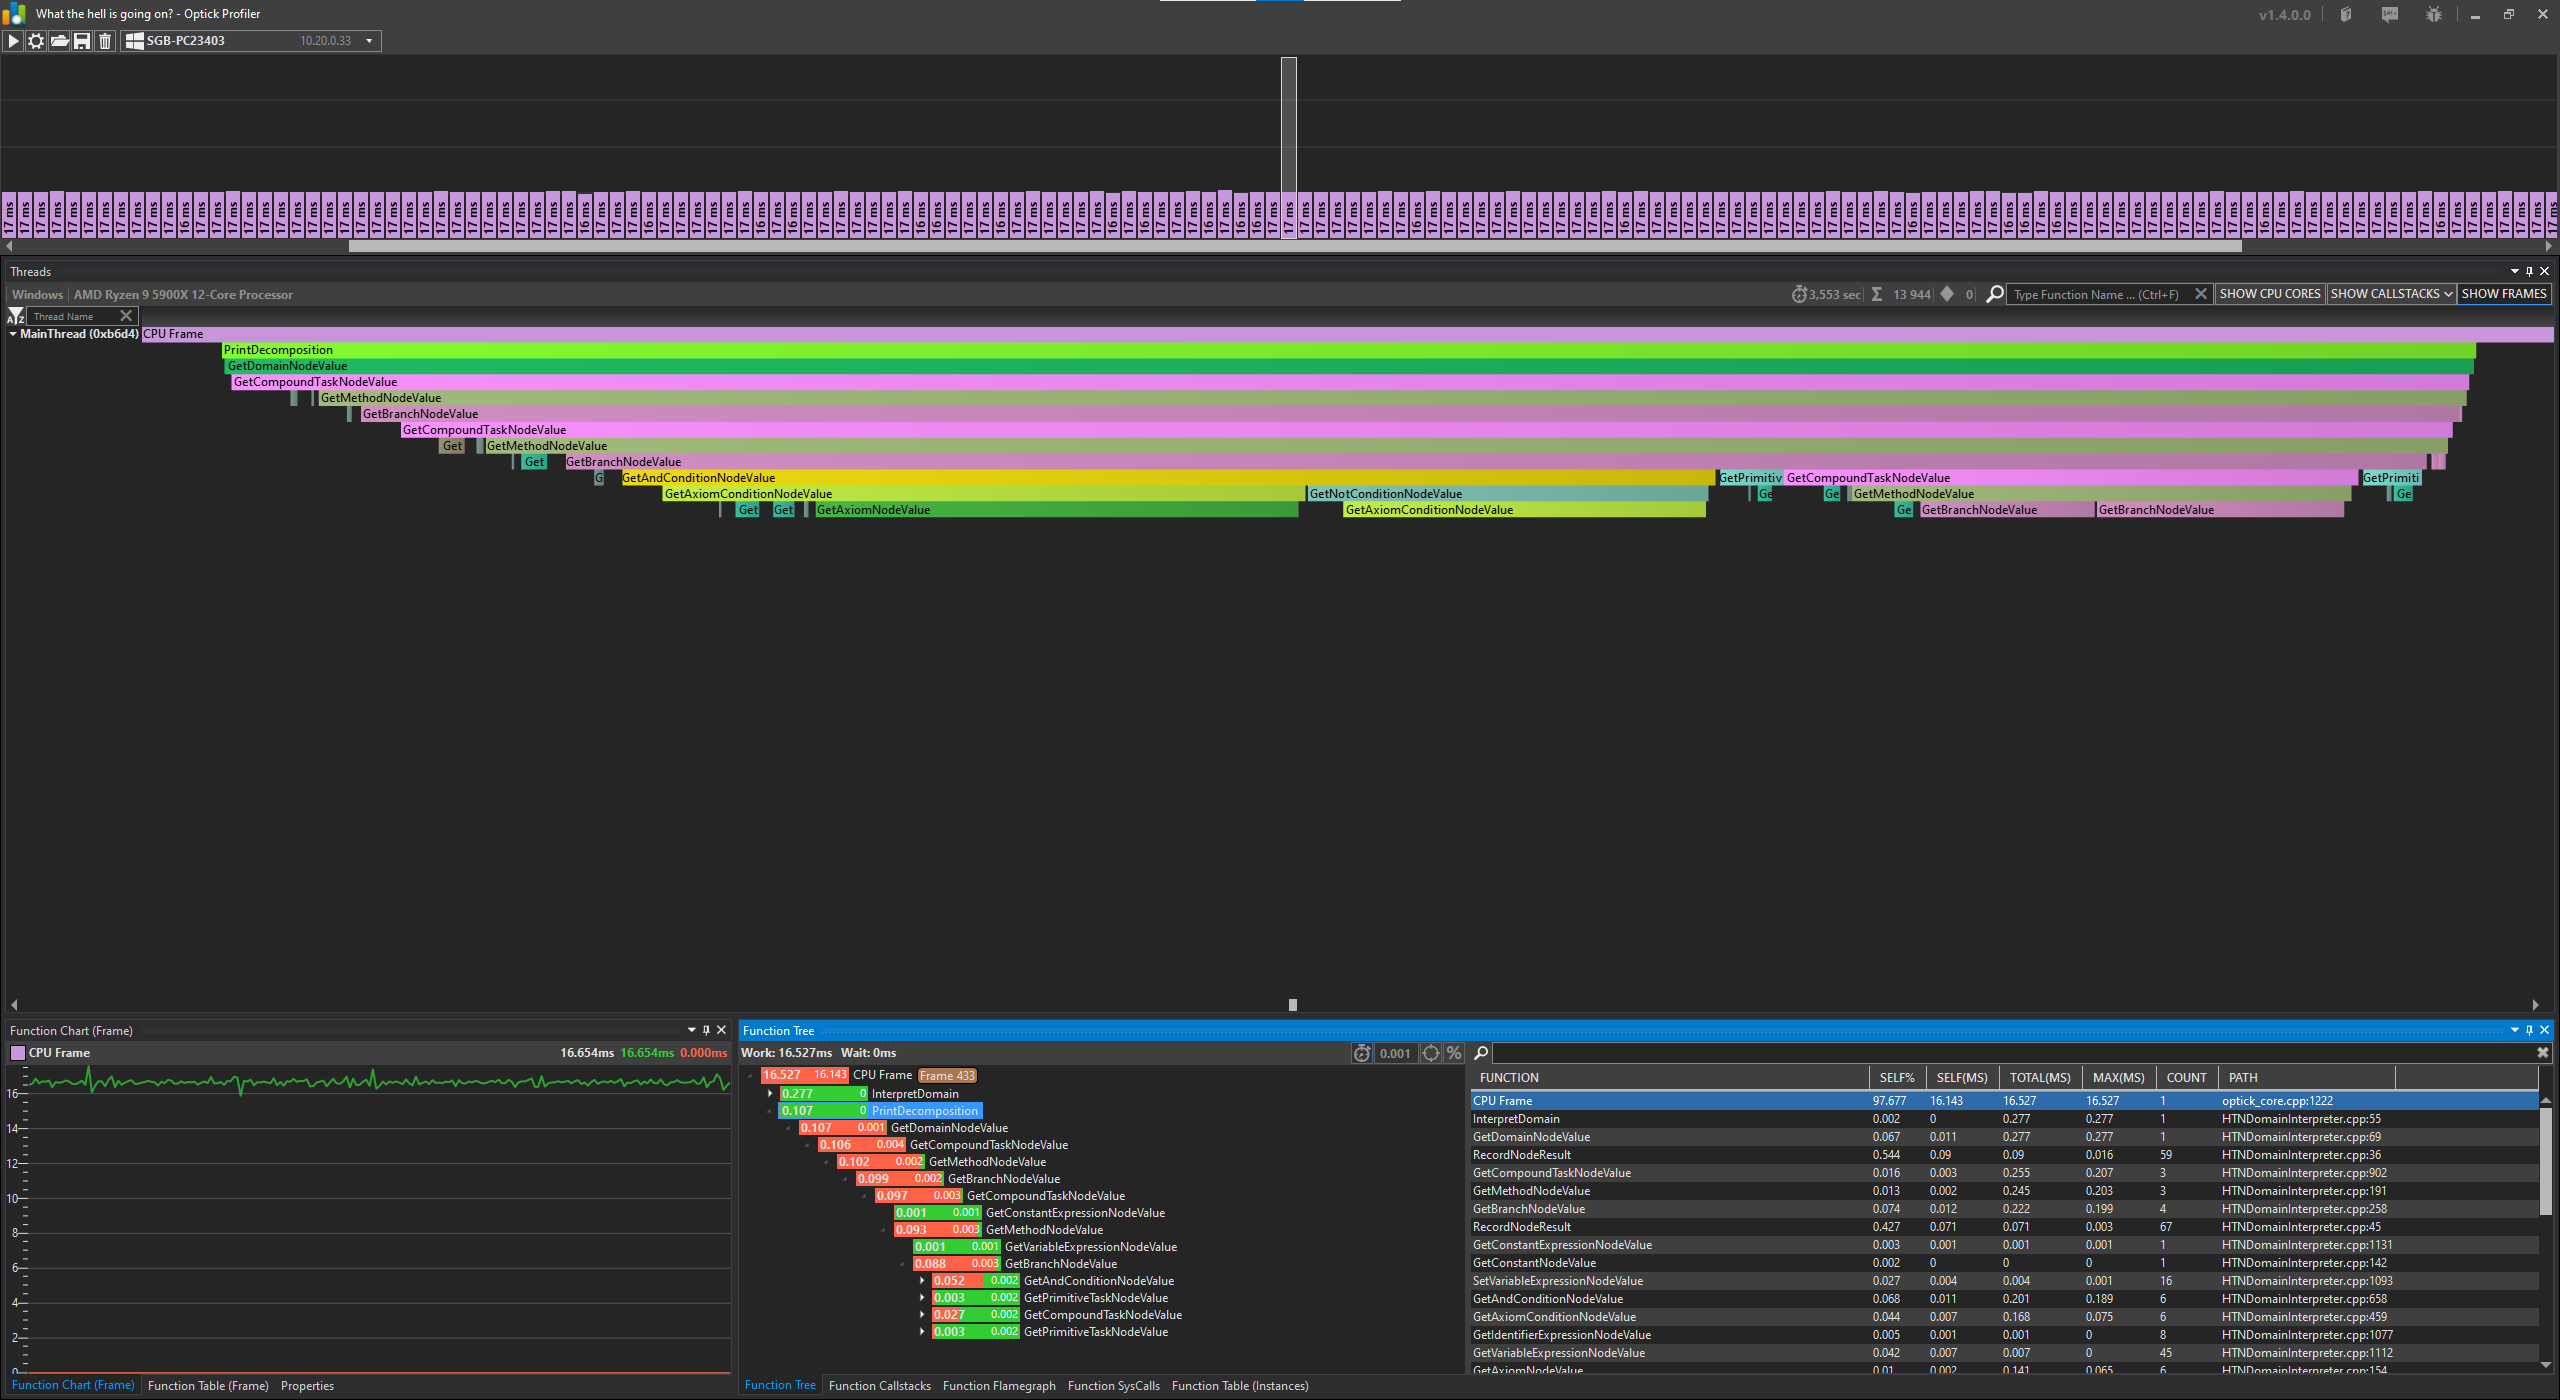 What the hell is going on? - Optick Profiler
v1.4.0.0
SGB-PC23403 10.20.0.33
Threads
Windows | AMD Ryzen 9 5900X 12-Core Processor
3,553 sec Σ 13 944 0 Type Function Name ... (Ctrl+F) SHOW CPU CORES SHOW CALLSTACKS SHOW FRAMES
AZ Thread Name
MainThread (0xb6d4) CPU Frame
PrintDecomposition
GetDomainNodeValue
GetCompoundTaskNodeValue
GetMethodNodeValue
GetBranchNodeValue
GetCompoundTaskNodeValue
Get GetMethodNodeValue
Get GetBranchNodeValue
G GetAndConditionNodeValue GetPrimitiv GetCompoundTaskNodeValue GetPrimiti
GetAxiomConditionNodeValue GetNotConditionNodeValue Ge Ge GetMethodNodeValue Ge
Get Get GetAxiomNodeValue GetAxiomConditionNodeValue Ge GetBranchNodeValue GetBranchNodeValue
Function Chart (Frame)
CPU Frame 16.654ms 16.654ms 0.000ms
16
14
12
10
8
6
4
2
0
Function Chart (Frame) Function Table (Frame) Properties
Function Tree
Work: 16.527ms Wait: 0ms 0.001 %
16.527 16.143 CPU Frame Frame 433
0.277 0 InterpretDomain
0.107 0 PrintDecomposition
0.107 0.001 GetDomainNodeValue
0.106 0.004 GetCompoundTaskNodeValue
0.102 0.002 GetMethodNodeValue
0.099 0.002 GetBranchNodeValue
0.097 0.003 GetCompoundTaskNodeValue
0.001 0.001 GetConstantExpressionNodeValue
0.093 0.003 GetMethodNodeValue
0.001 0.001 GetVariableExpressionNodeValue
0.088 0.003 GetBranchNodeValue
0.052 0.002 GetAndConditionNodeValue
0.003 0.002 GetPrimitiveTaskNodeValue
0.027 0.002 GetCompoundTaskNodeValue
0.003 0.002 GetPrimitiveTaskNodeValue
FUNCTION SELF% SELF(MS) TOTAL(MS) MAX(MS) COUNT PATH
CPU Frame 97.677 16.143 16.527 16.527 1 optick_core.cpp:1222
InterpretDomain 0.002 0 0.277 0.277 1 HTNDomainInterpreter.cpp:55
GetDomainNodeValue 0.067 0.011 0.277 0.277 1 HTNDomainInterpreter.cpp:69
RecordNodeResult 0.544 0.09 0.09 0.016 59 HTNDomainInterpreter.cpp:36
GetCompoundTaskNodeValue 0.016 0.003 0.255 0.207 3 HTNDomainInterpreter.cpp:902
GetMethodNodeValue 0.013 0.002 0.245 0.203 3 HTNDomainInterpreter.cpp:191
GetBranchNodeValue 0.074 0.012 0.222 0.199 4 HTNDomainInterpreter.cpp:258
RecordNodeResult 0.427 0.071 0.071 0.003 67 HTNDomainInterpreter.cpp:45
GetConstantExpressionNodeValue 0.003 0.001 0.001 0.001 1 HTNDomainInterpreter.cpp:1131
GetConstantNodeValue 0.002 0 0 0 1 HTNDomainInterpreter.cpp:142
SetVariableExpressionNodeValue 0.027 0.004 0.004 0.001 16 HTNDomainInterpreter.cpp:1093
GetAndConditionNodeValue 0.068 0.011 0.201 0.189 6 HTNDomainInterpreter.cpp:658
GetAxiomConditionNodeValue 0.044 0.007 0.168 0.075 6 HTNDomainInterpreter.cpp:459
GetIdentifierExpressionNodeValue 0.005 0.001 0.001 0 8 HTNDomainInterpreter.cpp:1077
GetVariableExpressionNodeValue 0.042 0.007 0.007 0 45 HTNDomainInterpreter.cpp:1112
GetAxiomNodeValue 0.01 0.002 0.141 0.065 6 HTNDomainInterpreter.cpp:154
Function Tree Function Callstacks Function Flamegraph Function SysCalls Function Table (Instances)